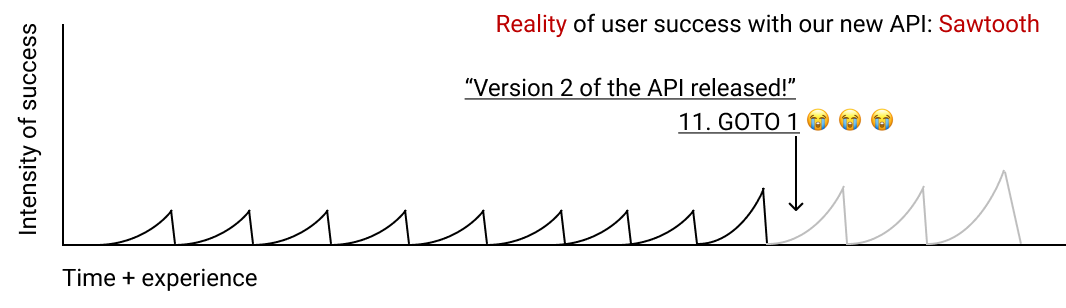 Reality of user success with our new API: Sawtooth
“Version 2 of the API released!”
11. GOTO 1 😭 😭 😭
Intensity of success
Time + experience